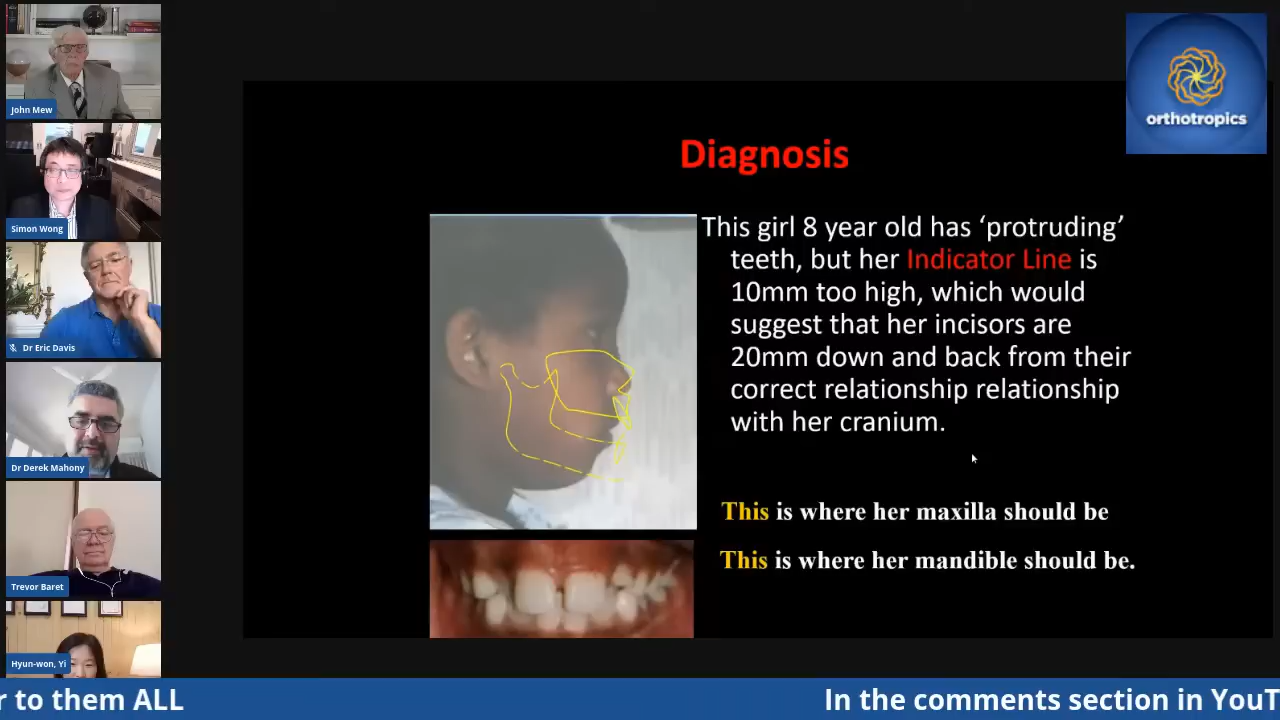 John Mew
Simon Wong
Dr Eric Davis
Dr Derek Mahony
Trevor Baret
Hyun-won, Yi
orthotropics
Diagnosis
This girl 8 year old has ‘protruding’
teeth, but her Indicator Line is
10mm too high, which would
suggest that her incisors are
20mm down and back from their
correct relationship relationship
with her cranium.
This is where her maxilla should be
This is where her mandible should be.
r to them ALL
In the comments section in YouT